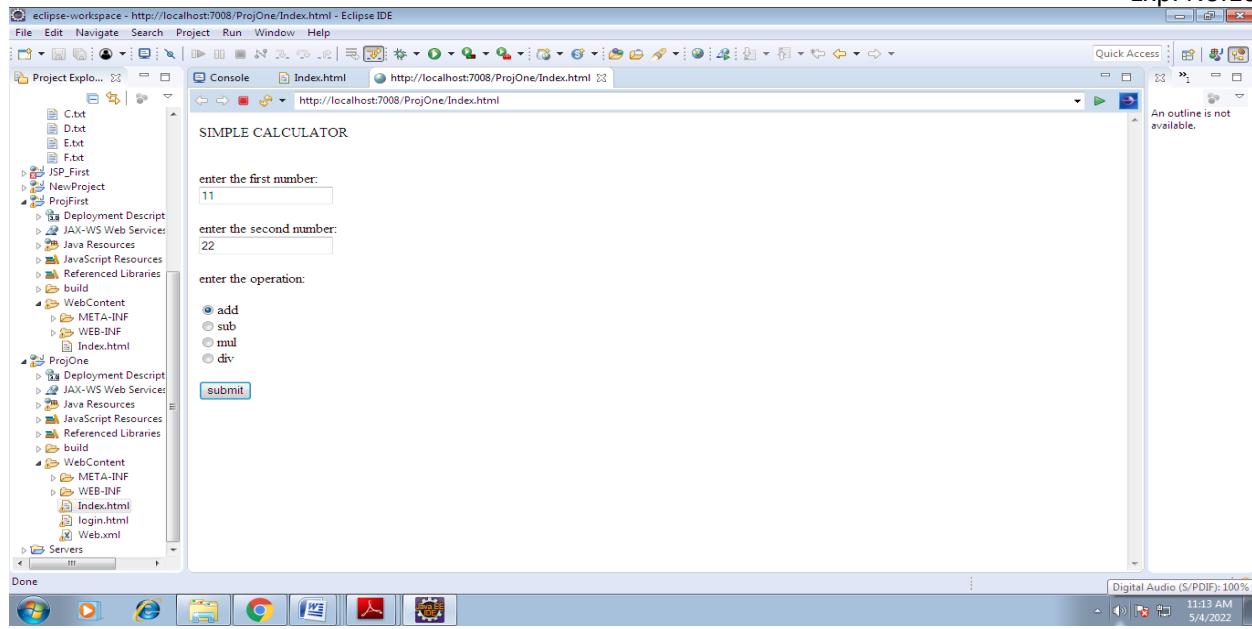 eclipse-workspace - http://localhost:7008/ProjOne/Index.html - Eclipse IDE
File Edit Navigate Search Project Run Window Help
Quick Access
Project Explo...
Console Index.html http://localhost:7008/ProjOne/Index.html
http://localhost:7008/ProjOne/Index.html
C.txt
D.txt
E.txt
F.txt
JSP_First
NewProject
ProjFirst
Deployment Descript
JAX-WS Web Services
Java Resources
JavaScript Resources
Referenced Libraries
build
WebContent
META-INF
WEB-INF
Index.html
ProjOne
Deployment Descript
JAX-WS Web Services
Java Resources
JavaScript Resources
Referenced Libraries
build
WebContent
META-INF
WEB-INF
Index.html
login.html
Web.xml
Servers
SIMPLE CALCULATOR
enter the first number:
11
enter the second number:
22
enter the operation:
add
sub
mul
div
submit
An outline is not
available.
Done
Digital Audio (S/PDIF): 100%
11:13 AM
5/4/2022